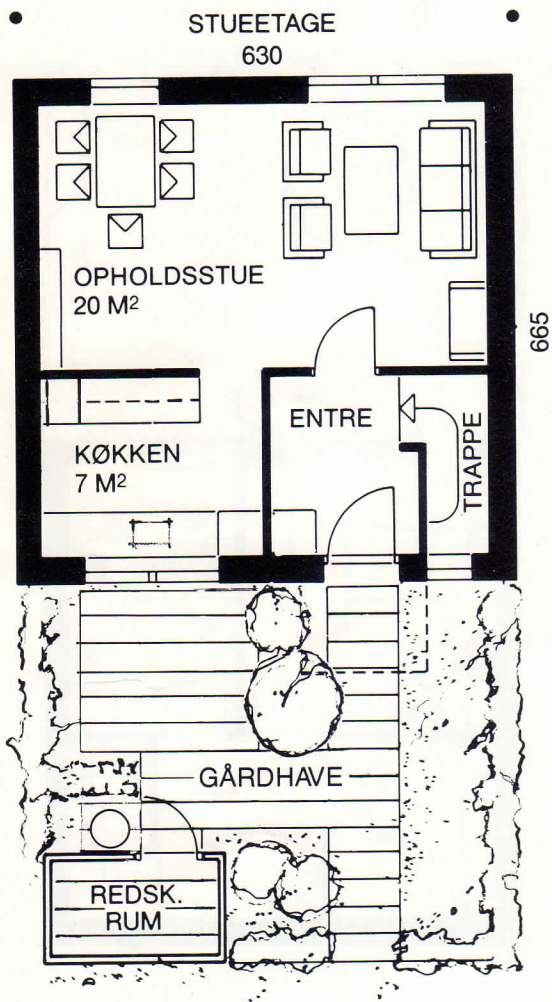 STUEETAGE
630
OPHOLDSSTUE
20 M²
665
ENTRE
KØKKEN
7 M²
TRAPPE
GÅRDHAVE
REDSK.
RUM